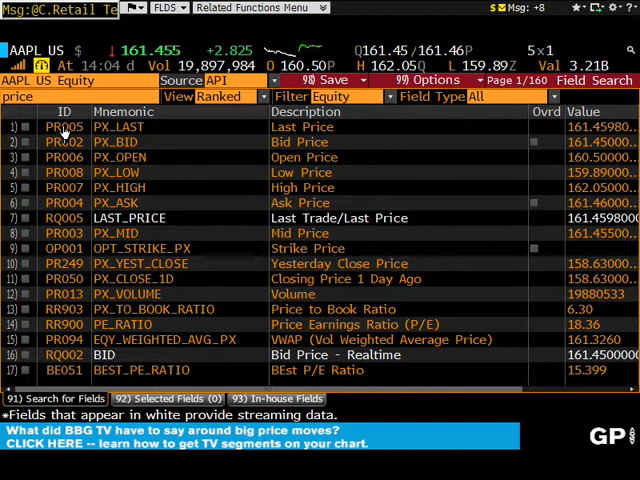 Msg:@C.Retail Te FLDS Related Functions Menu Msg: +8
AAPL US $ ↓ 161.455 +2.825 Q161.45/161.46P 5x1
At 14:04 d Vol 19,897,984 O 160.50P H 162.05Q L 159.89Z Val 3.21B
AAPL US Equity Source API 98) Save 99) Options Page 1/160 Field Search
price View Ranked Filter Equity Field Type All
ID Mnemonic Description Ovrd Value
1) PR005 PX_LAST Last Price 161.45980...
2) PR002 PX_BID Bid Price 161.45000...
3) PR006 PX_OPEN Open Price 160.50000...
4) PR008 PX_LOW Low Price 159.89000...
5) PR007 PX_HIGH High Price 162.05000...
6) PR004 PX_ASK Ask Price 161.46000...
7) RQ005 LAST_PRICE Last Trade/Last Price 161.4598000
8) PR003 PX_MID Mid Price 161.45500...
9) OP001 OPT_STRIKE_PX Strike Price
10) PR249 PX_YEST_CLOSE Yesterday Close Price 158.63000...
11) PR050 PX_CLOSE_1D Closing Price 1 Day Ago 158.63000...
12) PR013 PX_VOLUME Volume 19880533
13) RR903 PX_TO_BOOK_RATIO Price to Book Ratio 6.30
14) RR900 PE_RATIO Price Earnings Ratio (P/E) 18.36
15) PR094 EQY_WEIGHTED_AVG_PX VWAP (Vol Weighted Average Price) 161.3260
16) RQ002 BID Bid Price - Realtime 161.4500000
17) BE051 BEST_PE_RATIO BEst P/E Ratio 15.399
91) Search for Fields 92) Selected Fields (0) 93) In-house Fields
*Fields that appear in white provide streaming data.
What did BBG TV have to say around big price moves?
CLICK HERE -- learn how to get TV segments on your chart.
GP